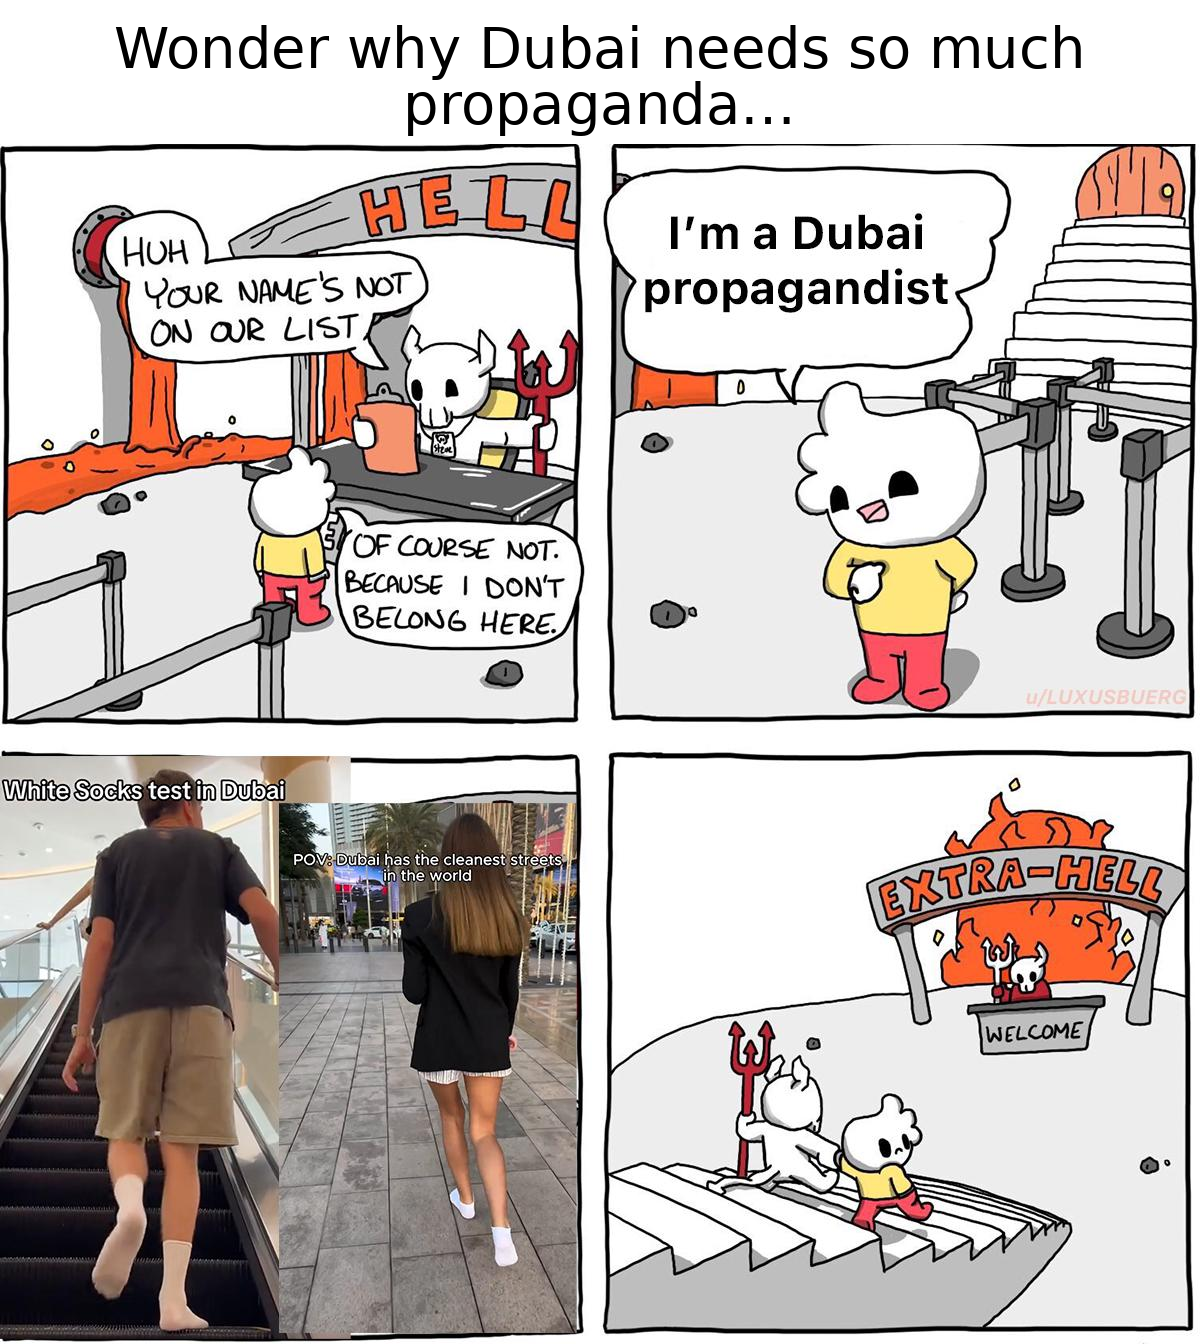 Wonder why Dubai needs so much
propaganda...
HELL
HUH
YOUR NAME'S NOT
ON OUR LIST
Steve
OF COURSE NOT.
BECAUSE I DON'T
BELONG HERE.
I'm a Dubai
propagandist
u/LUXUSBUERG
White Socks test in Dubai
POV: Dubai has the cleanest streets
in the world
EXTRA-HELL
WELCOME